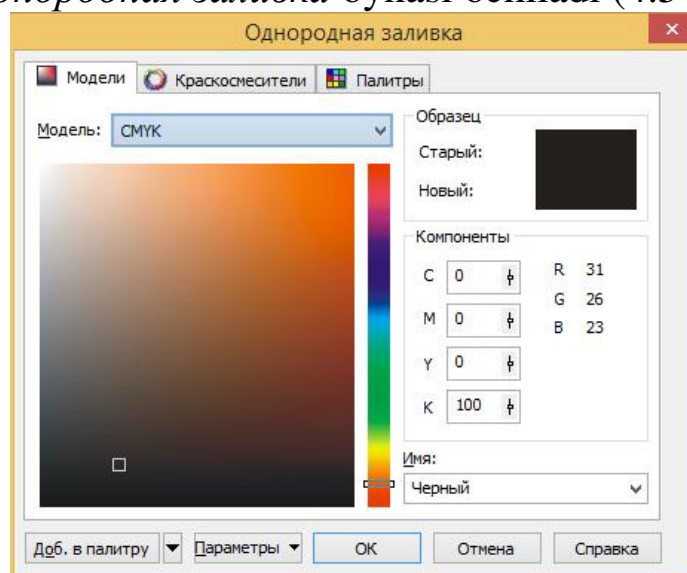 Однородная заливка
Модели Краскосмесители Палитры
Модель: CMYK
Образец
Старый:
Новый:
Компоненты
C 0 R 31
G 26
M 0 B 23
Y 0
K 100
Имя:
Черный
Доб. в палитру Параметры OK Отмена Справка